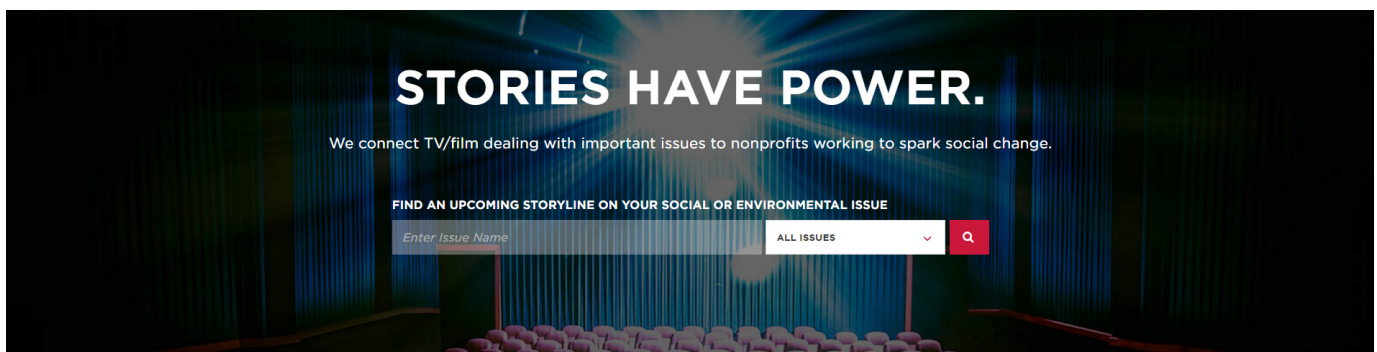 STORIES HAVE POWER.
We connect TV/film dealing with important issues to nonprofits working to spark social change.
FIND AN UPCOMING STORYLINE ON YOUR SOCIAL OR ENVIRONMENTAL ISSUE
Enter Issue Name ALL ISSUES